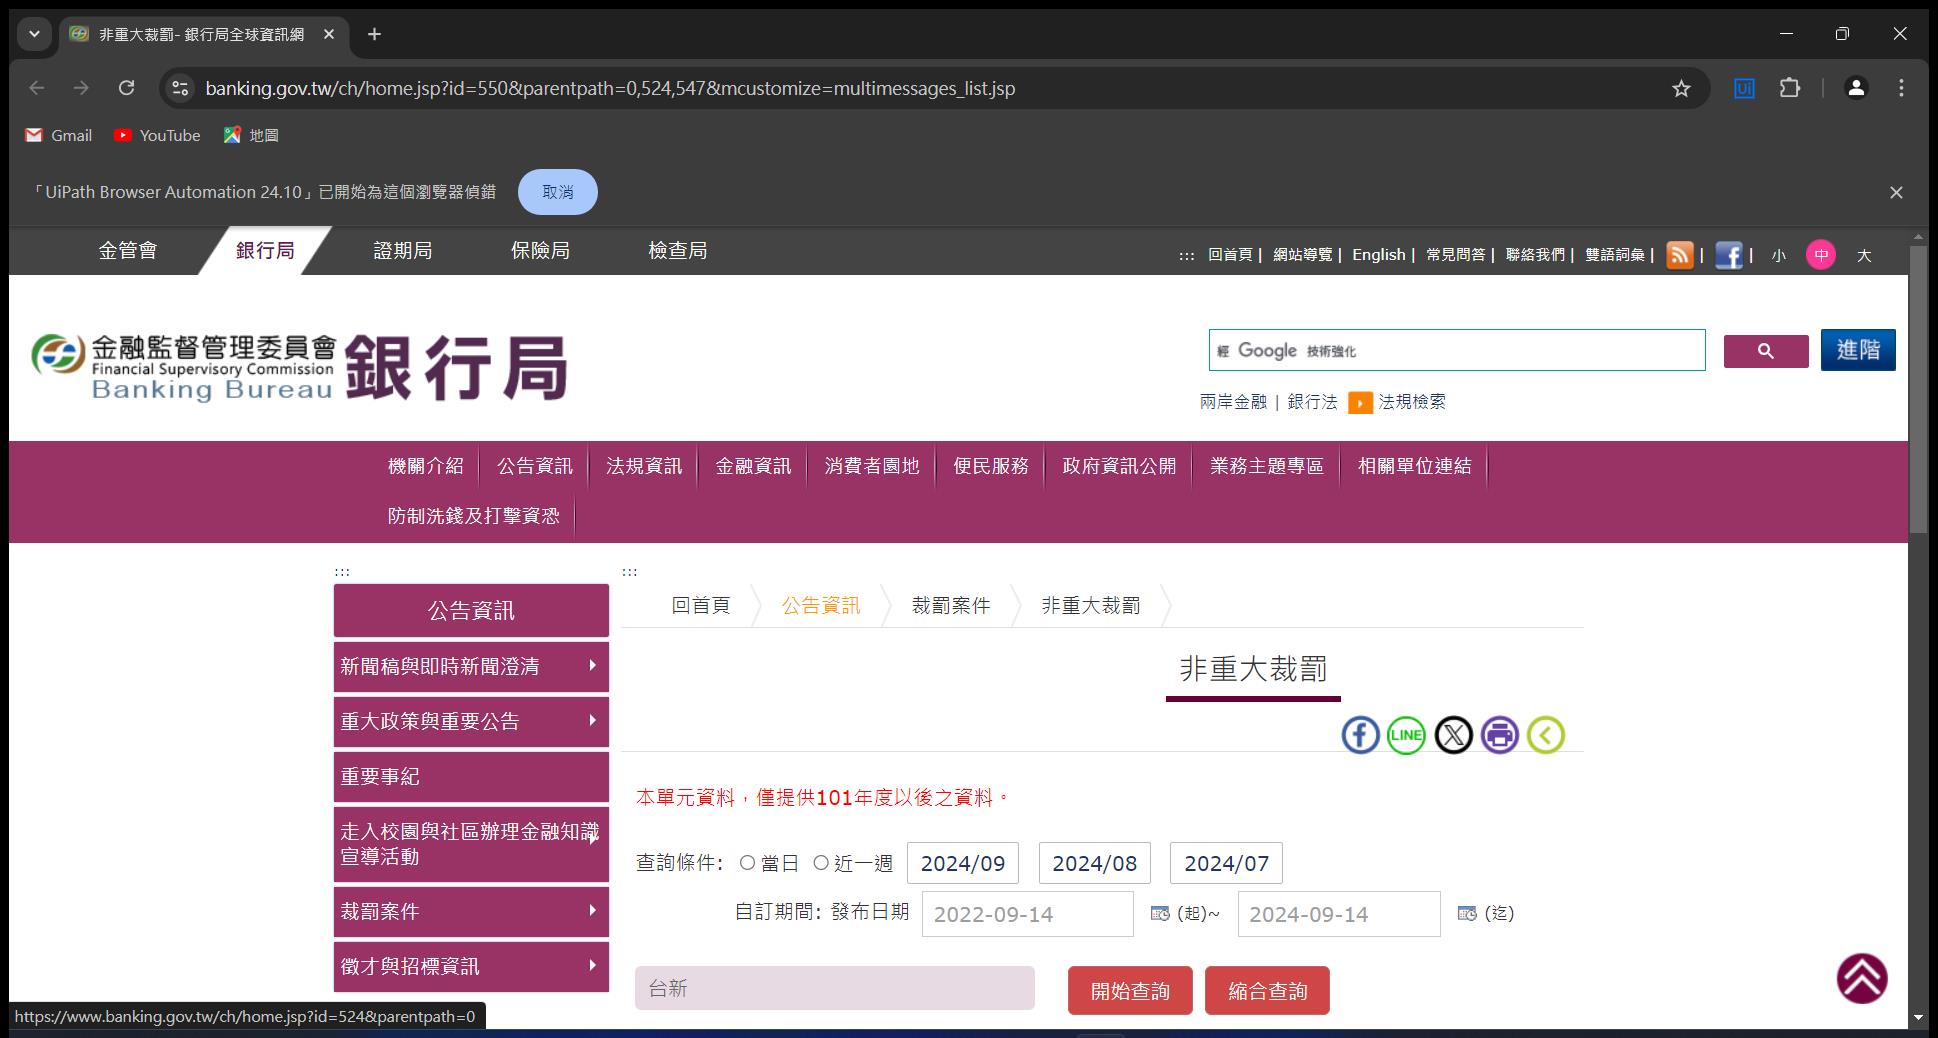 非重大裁罰- 銀行局全球資訊網
banking.gov.tw/ch/home.jsp?id=550&parentpath=0,524,547&mcustomize=multimessages_list.jsp
Gmail YouTube 地圖
「UiPath Browser Automation 24.10」已開始為這個瀏覽器偵錯 取消
金管會 銀行局 證期局 保險局 檢查局
::: 回首頁 | 網站導覽 | English | 常見問答 | 聯絡我們 | 雙語詞彙 | | | 小 中 大
金融監督管理委員會
Financial Supervisory Commission
Banking Bureau
銀行局
經 Google 技術強化
進階
兩岸金融 | 銀行法 法規檢索
機關介紹 公告資訊 法規資訊 金融資訊 消費者園地 便民服務 政府資訊公開 業務主題專區 相關單位連結
防制洗錢及打擊資恐
:::
公告資訊
新聞稿與即時新聞澄清
重大政策與重要公告
重要事紀
走入校園與社區辦理金融知識
宣導活動
裁罰案件
徵才與招標資訊
:::
回首頁 公告資訊 裁罰案件 非重大裁罰
非重大裁罰
LINE
本單元資料，僅提供101年度以後之資料。
查詢條件: 當日 近一週 2024/09 2024/08 2024/07
自訂期間: 發布日期 2022-09-14 (起)~ 2024-09-14 (迄)
台新 開始查詢 縮合查詢
https://www.banking.gov.tw/ch/home.jsp?id=524&parentpath=0